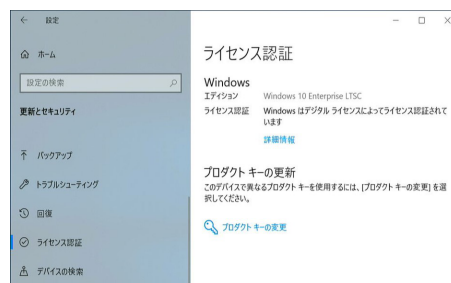 設定
ホーム
設定の検索
更新とセキュリティ
バックアップ
トラブルシューティング
回復
ライセンス認証
デバイスの検索
ライセンス認証
Windows
エディション Windows 10 Enterprise LTSC
ライセンス認証 Windows はデジタル ライセンスによってライセンス認証されて
います
詳細情報
プロダクト キーの更新
このデバイスで異なるプロダクト キーを使用するには、[プロダクト キーの変更] を選
択してください。
プロダクト キーの変更